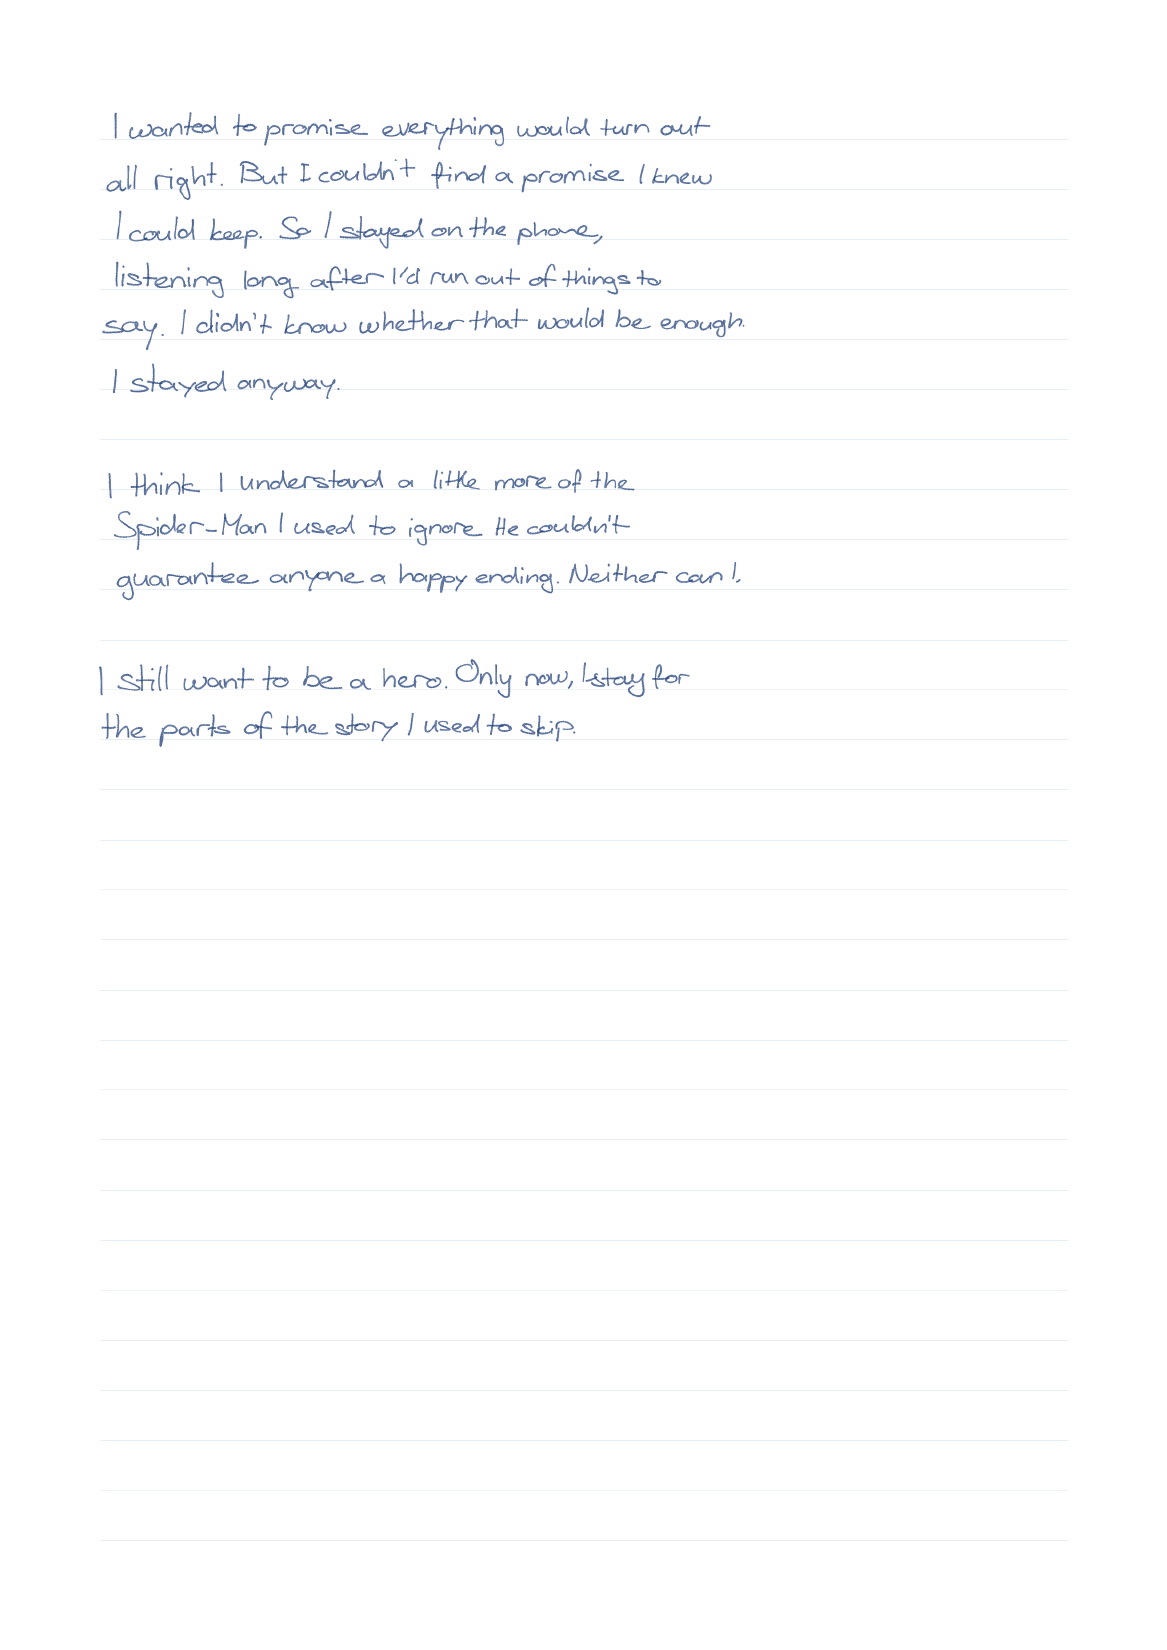 I wanted to promise everything would turn out
all right. But I couldn't find a promise I knew
I could keep. So I stayed on the phone,
listening long after I'd run out of things to
say. I didn't know whether that would be enough.
I stayed anyway.
I think I understand a little more of the
Spider-Man I used to ignore. He couldn't
guarantee anyone a happy ending. Neither can I.
I still want to be a hero. Only now, I stay for
the parts of the story I used to skip.